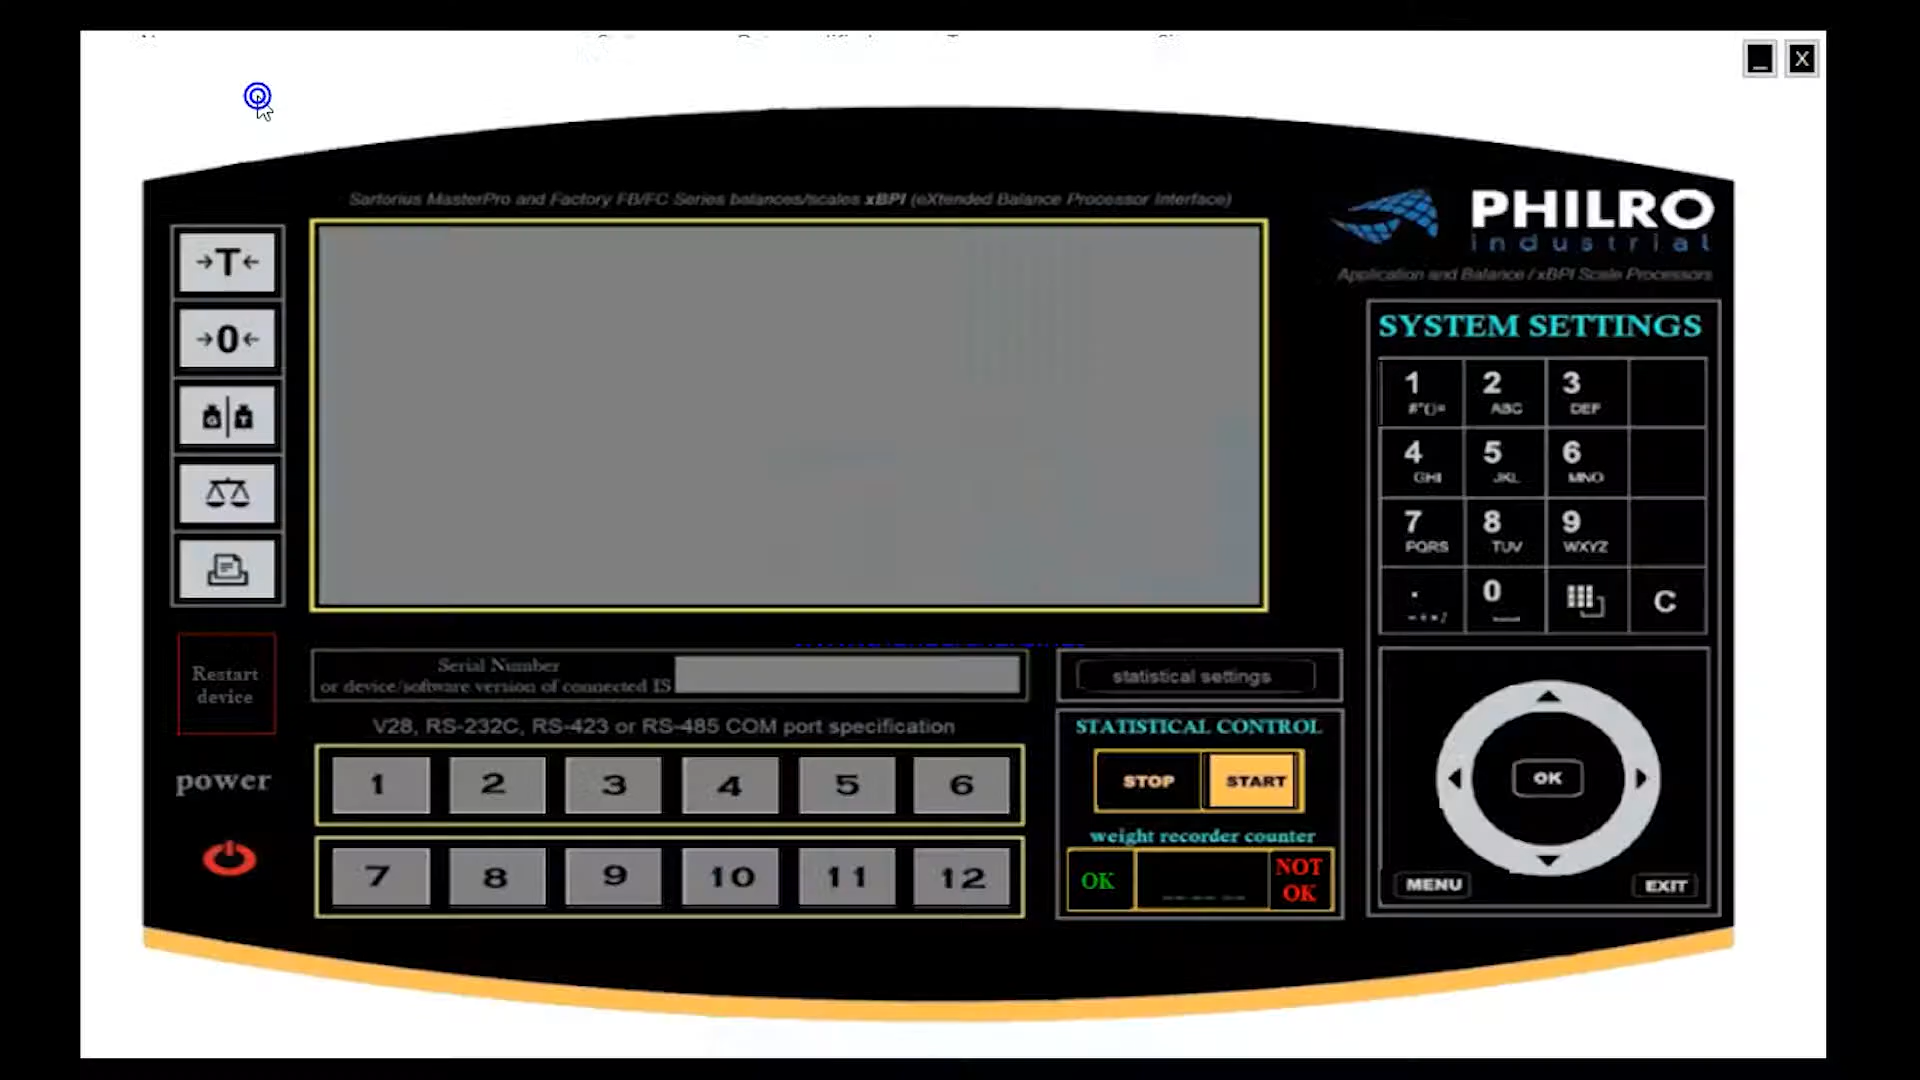 _ X
Sartorius MasterPro and Factory FB/FC Series balances/scales xBPI (eXtended Balance Processor Interface)
PHILRO
industrial
Application and Balance / xBPI Scale Processors
→T←
→0←
G T
SYSTEM SETTINGS
1 2 3
ABC DEF
4 5 6
GHI JKL MNO
7 8 9
PQRS TUV WXYZ
. 0 C
Restart
device
Serial Number
or device/software version of connected IS
statistical settings
V28, RS-232C, RS-423 or RS-485 COM port specification
STATISTICAL CONTROL
power
1 2 3 4 5 6
STOP START
OK
weight recorder counter
7 8 9 10 11 12
OK ---- NOT
OK
MENU EXIT